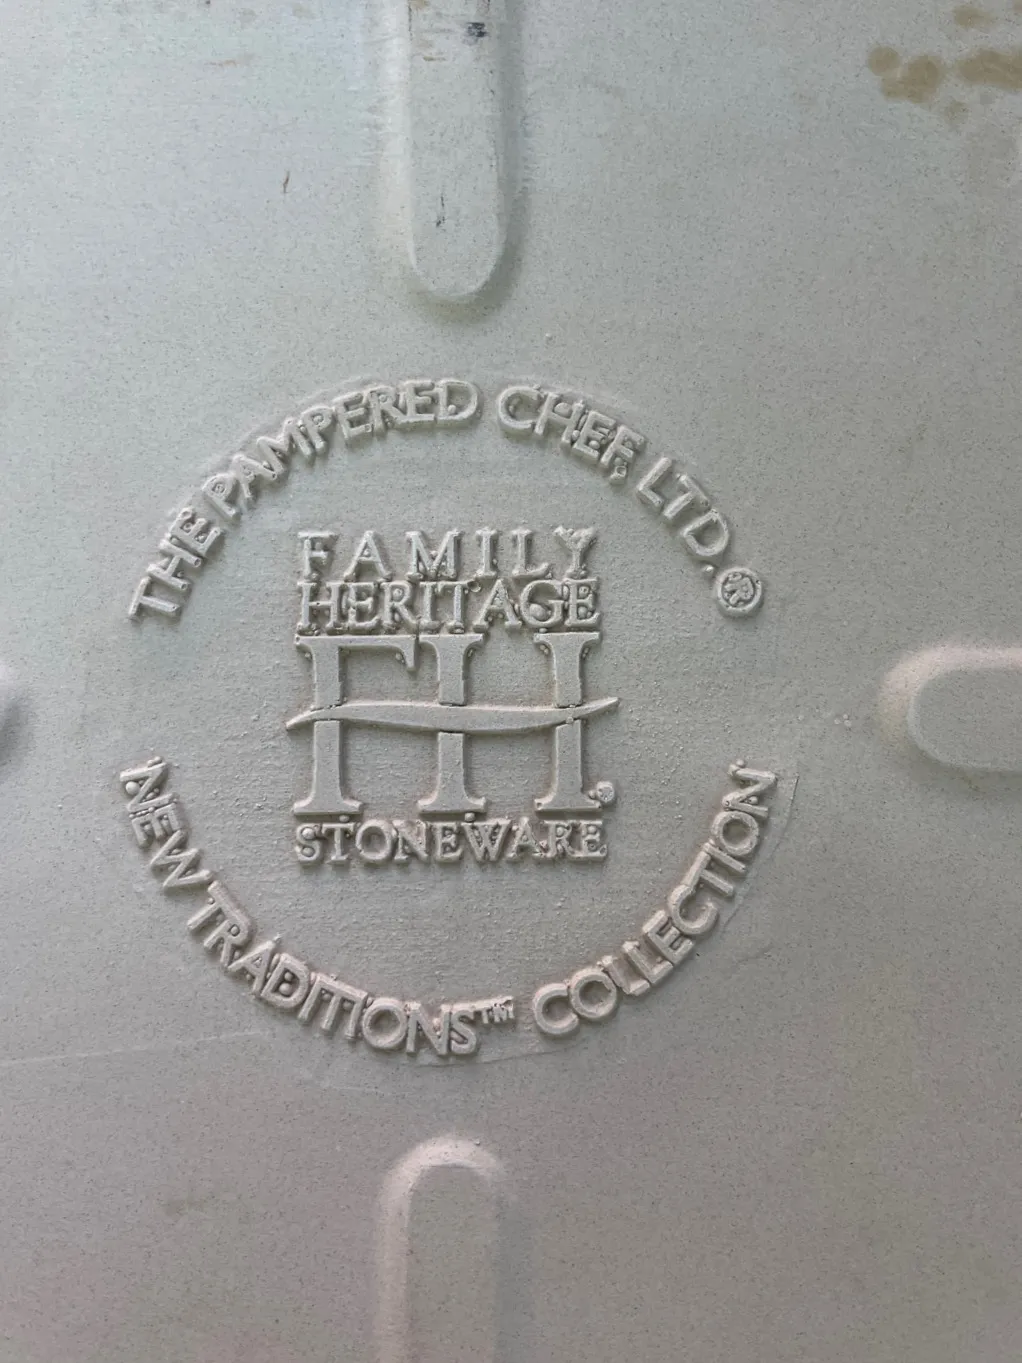 THE PAMPERED CHEF, LTD.®
FAMILY
HERITAGE
FH.
STONEWARE
NEW TRADITIONS™ COLLECTION